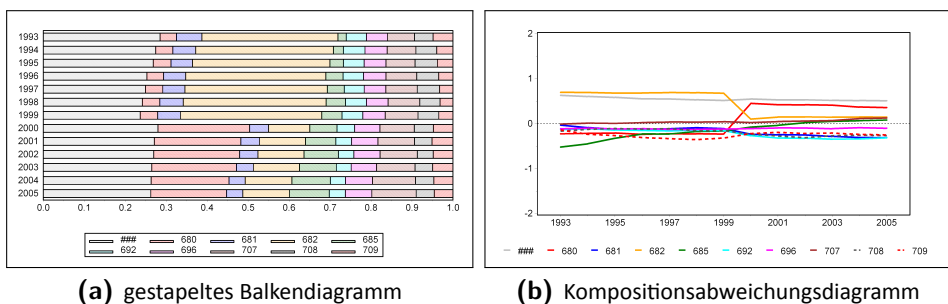 1993
1994
1995
1996
1997
1998
1999
2000
2001
2002
2003
2004
2005
0.0 0.1 0.2 0.3 0.4 0.5 0.6 0.7 0.8 0.9 1.0
### 680 681 682 685
692 696 707 708 709
(a) gestapeltes Balkendiagramm
2
1
0
-1
-2
1993 1995 1997 1999 2001 2003 2005
### 680 681 682 685 692 696 707 708 709
(b) Kompositionsabweichungsdiagramm